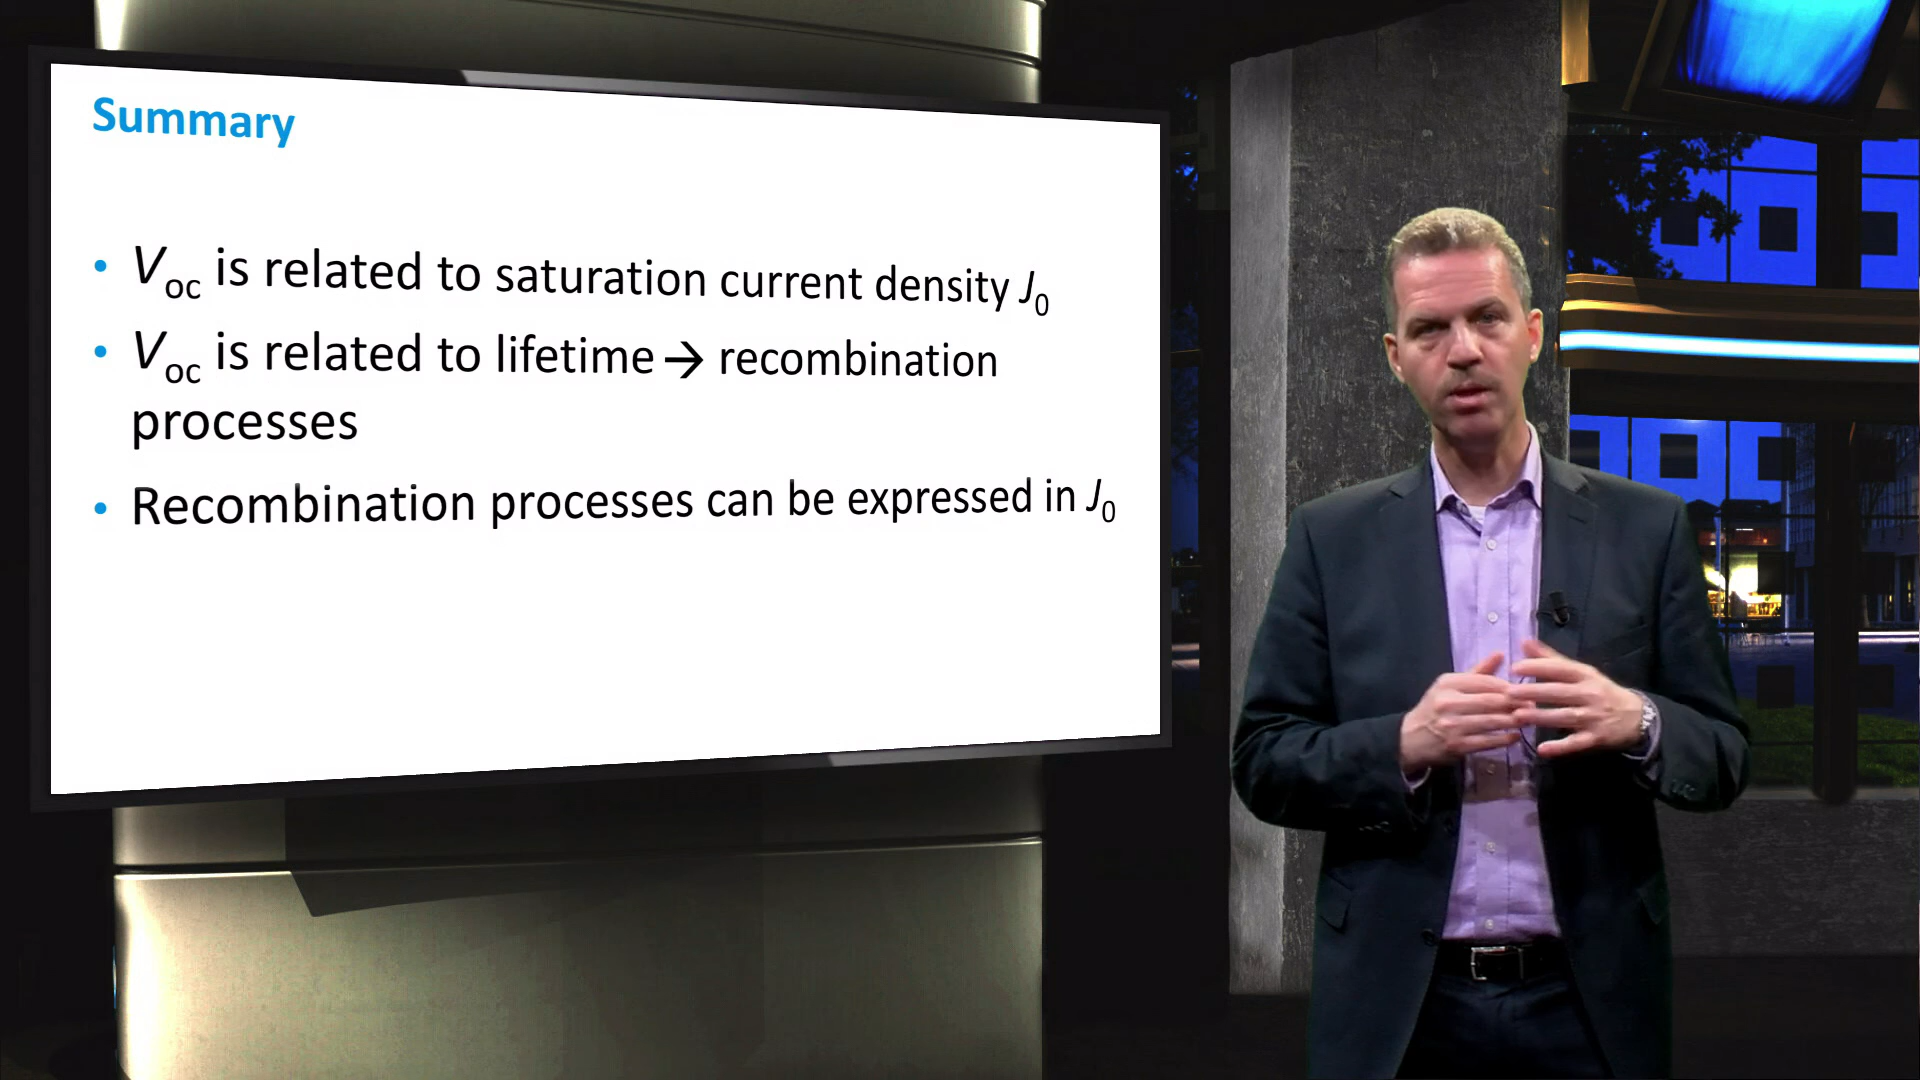 Summary
• Voc is related to saturation current density J0
• Voc is related to lifetime → recombination
processes
• Recombination processes can be expressed in J0